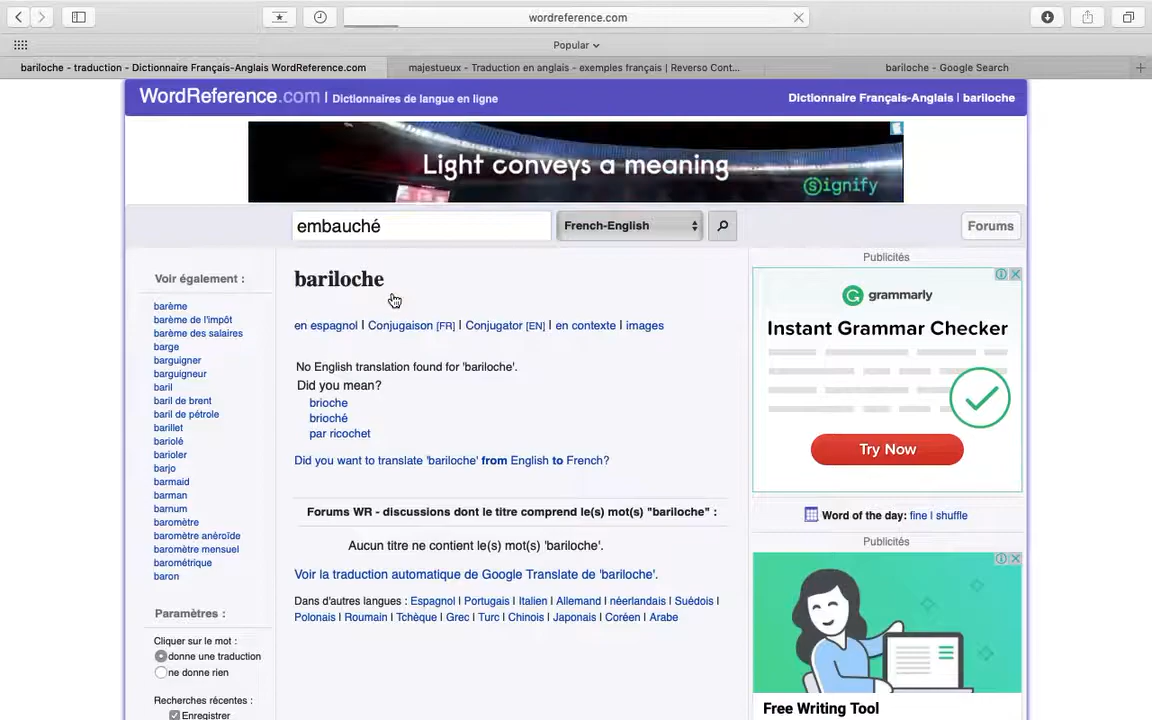 wordreference.com
Popular
bariloche - traduction - Dictionnaire Français-Anglais WordReference.com
majestueux - Traduction en anglais - exemples français | Reverso Cont...
bariloche - Google Search
WordReference.com | Dictionnaires de langue en ligne
Dictionnaire Français-Anglais | bariloche
Light conveys a meaning
Signify
embauché
French-English
Forums
Voir également :
barème
barème de l'impôt
barème des salaires
barge
barguigner
barguigneur
baril
baril de brent
baril de pétrole
barillet
bariolé
barioler
barjo
barmaid
barman
barnum
baromètre
baromètre anéroïde
baromètre mensuel
barométrique
baron
Paramètres :
Cliquer sur le mot :
donne une traduction
ne donne rien
Recherches récentes :
Enregistrer
bariloche
en espagnol | Conjugaison [FR] | Conjugator [EN] | en contexte | images
No English translation found for 'bariloche'.
Did you mean?
brioche
brioché
par ricochet
Did you want to translate 'bariloche' from English to French?
Forums WR - discussions dont le titre comprend le(s) mot(s) "bariloche" :
Aucun titre ne contient le(s) mot(s) 'bariloche'.
Voir la traduction automatique de Google Translate de 'bariloche'.
Dans d'autres langues : Espagnol | Portugais | Italien | Allemand | néerlandais | Suédois |
Polonais | Roumain | Tchèque | Grec | Turc | Chinois | Japonais | Coréen | Arabe
Publicités
grammarly
Instant Grammar Checker
Try Now
Word of the day: fine | shuffle
Publicités
Free Writing Tool